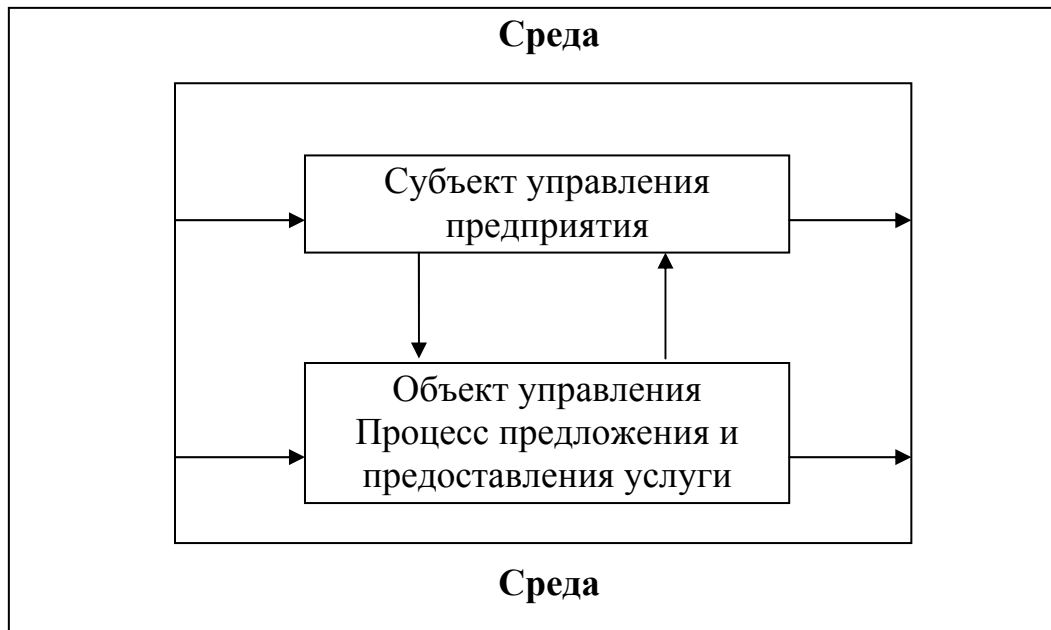 Среда
Субъект управления
предприятия
Объект управления
Процесс предложения и
предоставления услуги
Среда